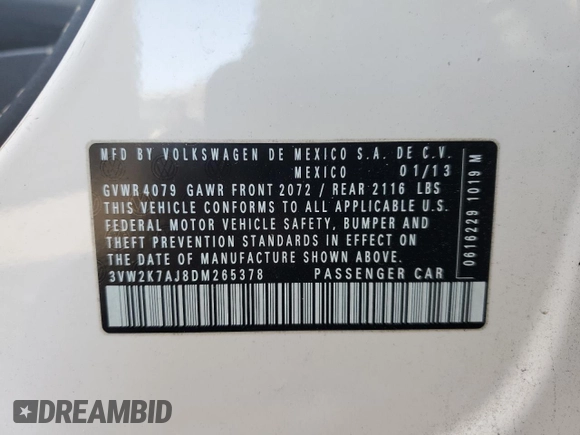 MFD BY VOLKSWAGEN DE MEXICO S.A. DE C.V.
MEXICO 01/13
GVWR 4079 GAWR FRONT 2072 / REAR 2116 LBS
THIS VEHICLE CONFORMS TO ALL APPLICABLE U.S.
FEDERAL MOTOR VEHICLE SAFETY, BUMPER AND
THEFT PREVENTION STANDARDS IN EFFECT ON
THE DATE OF MANUFACTURE SHOWN ABOVE.
3VW2K7AJ8DM265378 PASSENGER CAR
0616229 1019 M
DREAMBID